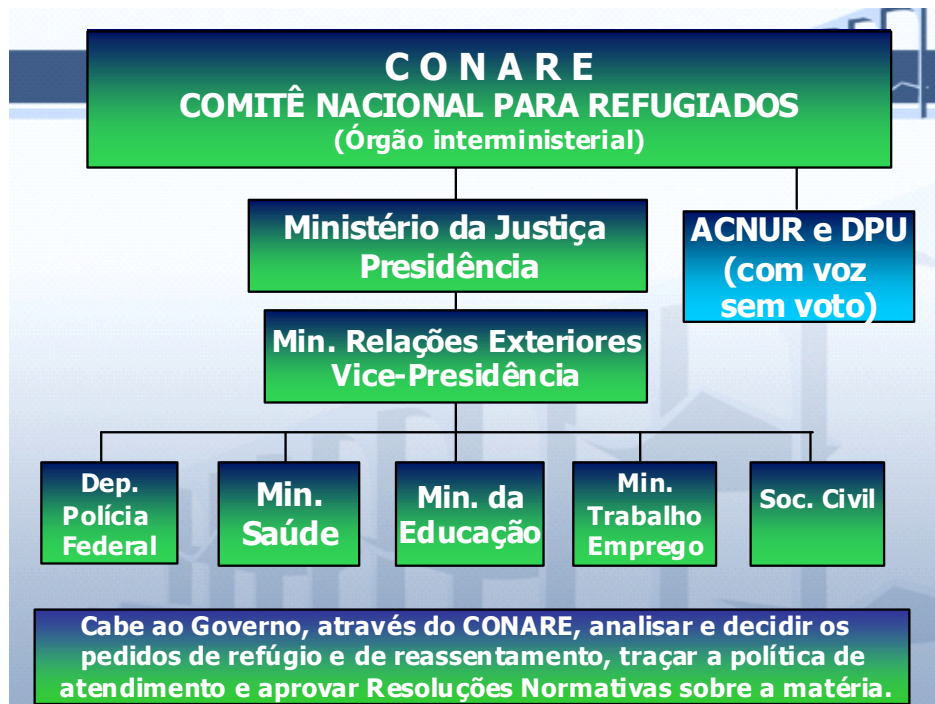 C O N A R E
COMITÊ NACIONAL PARA REFUGIADOS
(Órgão interministerial)
Ministério da Justiça
Presidência
ACNUR e DPU
(com voz
sem voto)
Min. Relações Exteriores
Vice-Presidência
Dep.
Polícia
Federal
Min.
Saúde
Min. da
Educação
Min.
Trabalho
Emprego
Soc. Civil
Cabe ao Governo, através do CONARE, analisar e decidir os
pedidos de refúgio e de reassentamento, traçar a política de
atendimento e aprovar Resoluções Normativas sobre a matéria.